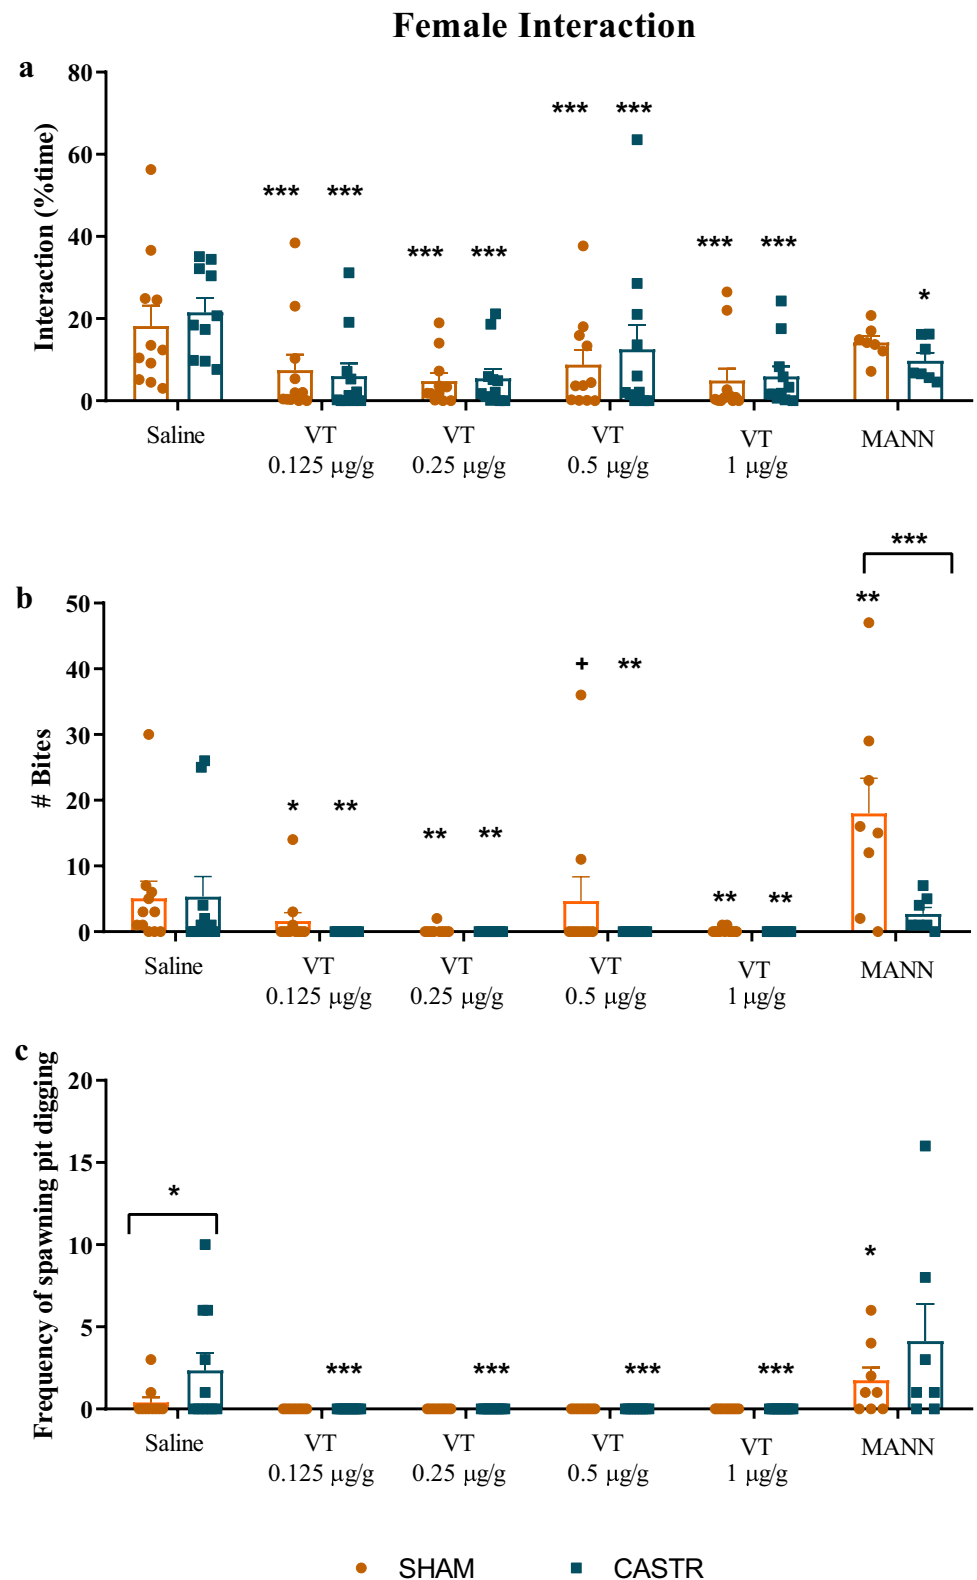 Female Interaction
a
Interaction (%time)
80
60
40
20
0
*** ***
*** ***
*** ***
*** ***
*
Saline
VT
0.125 µg/g
VT
0.25 µg/g
VT
0.5 µg/g
VT
1 µg/g
MANN
b
# Bites
50
40
30
20
10
0
***
**
+ **
* **
** **
** **
Saline
VT
0.125 µg/g
VT
0.25 µg/g
VT
0.5 µg/g
VT
1 µg/g
MANN
c
Frequency of spawning pit digging
20
15
10
5
0
*
*
*** *** *** ***
Saline
VT
0.125 µg/g
VT
0.25 µg/g
VT
0.5 µg/g
VT
1 µg/g
MANN
SHAM
CASTR